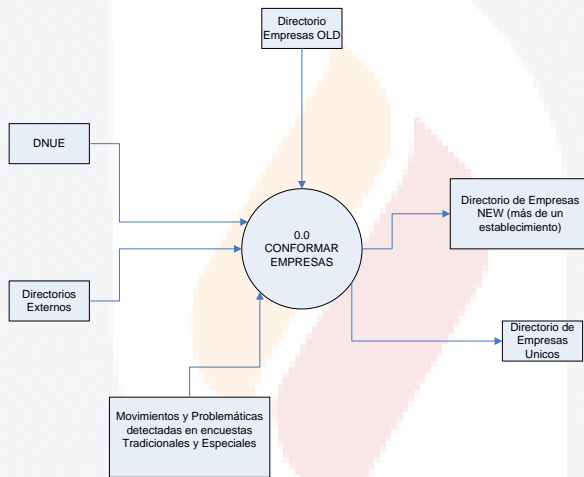 Directorio
Empresas OLD
DNUE
0.0
CONFORMAR
EMPRESAS
Directorio de Empresas
NEW (más de un
establecimiento)
Directorios
Externos
Directorio de
Empresas
Unicos
Movimientos y Problemáticas
detectadas en encuestas
Tradicionales y Especiales